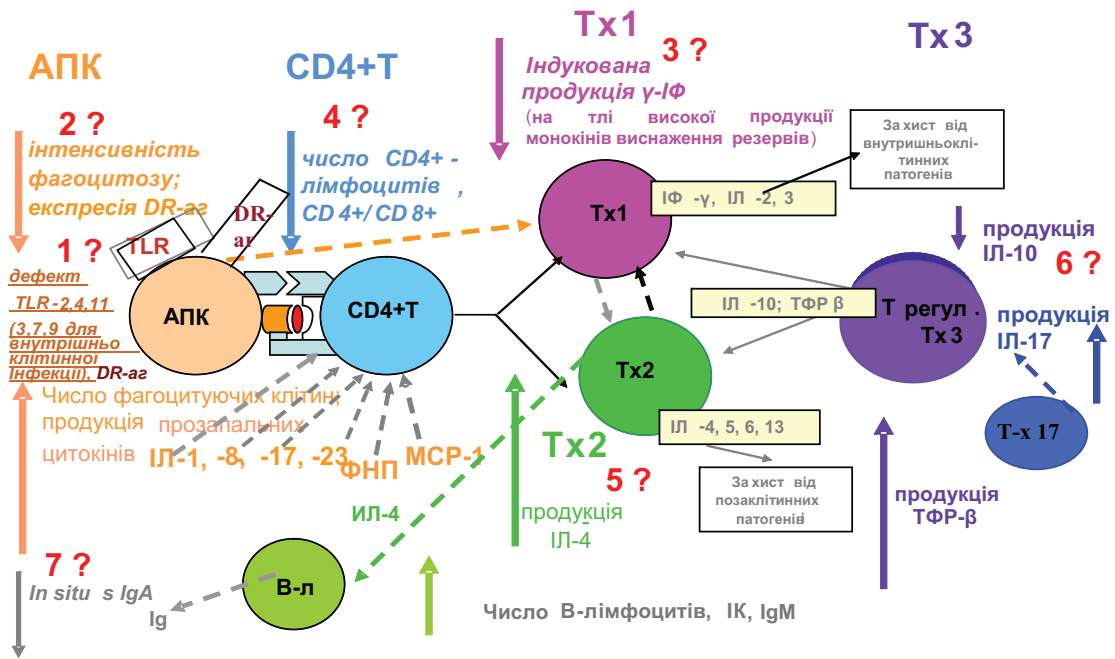 АПК
CD4+T
Тх1
Тх 3
2 ?
інтенсивність
фагоцитозу;
експресія DR-аг
4 ?
число CD4+ -
лімфоцитів ,
CD 4+/ CD 8+
3 ?
Індукована
продукція γ-ІФ
(на тлі високої продукції
монокінів виснаження резервів)
За хист від
внутришньоклі-
тинних
патогенів
Тх1
ІФ -γ, ІЛ -2, 3
DR-
аг
TLR
1 ?
дефект
TLR -2,4,11
(3,7,9 для
внутрішньо
клітинної
Інфекції), DR-аг
АПК
CD4+T
ІЛ -10; ТФР β
продукція
ІЛ-10
6 ?
Т регул .
Тх 3
продукція
ІЛ-17
Т-х 17
Тх2
ІЛ -4, 5, 6, 13
Число фагоцитуючих клітин;
продукція прозапальних
цитокінів
ІЛ-1, -8, -17, -23,
ФНП
MCP-1
Тх2
5 ?
продукція
ІЛ-4
За хист від
позаклітинних
патогенів
продукція
ТФР-β
ИЛ-4
7 ?
In situ s IgA
Ig
В-л
Число В-лімфоцитів, ІК, IgM